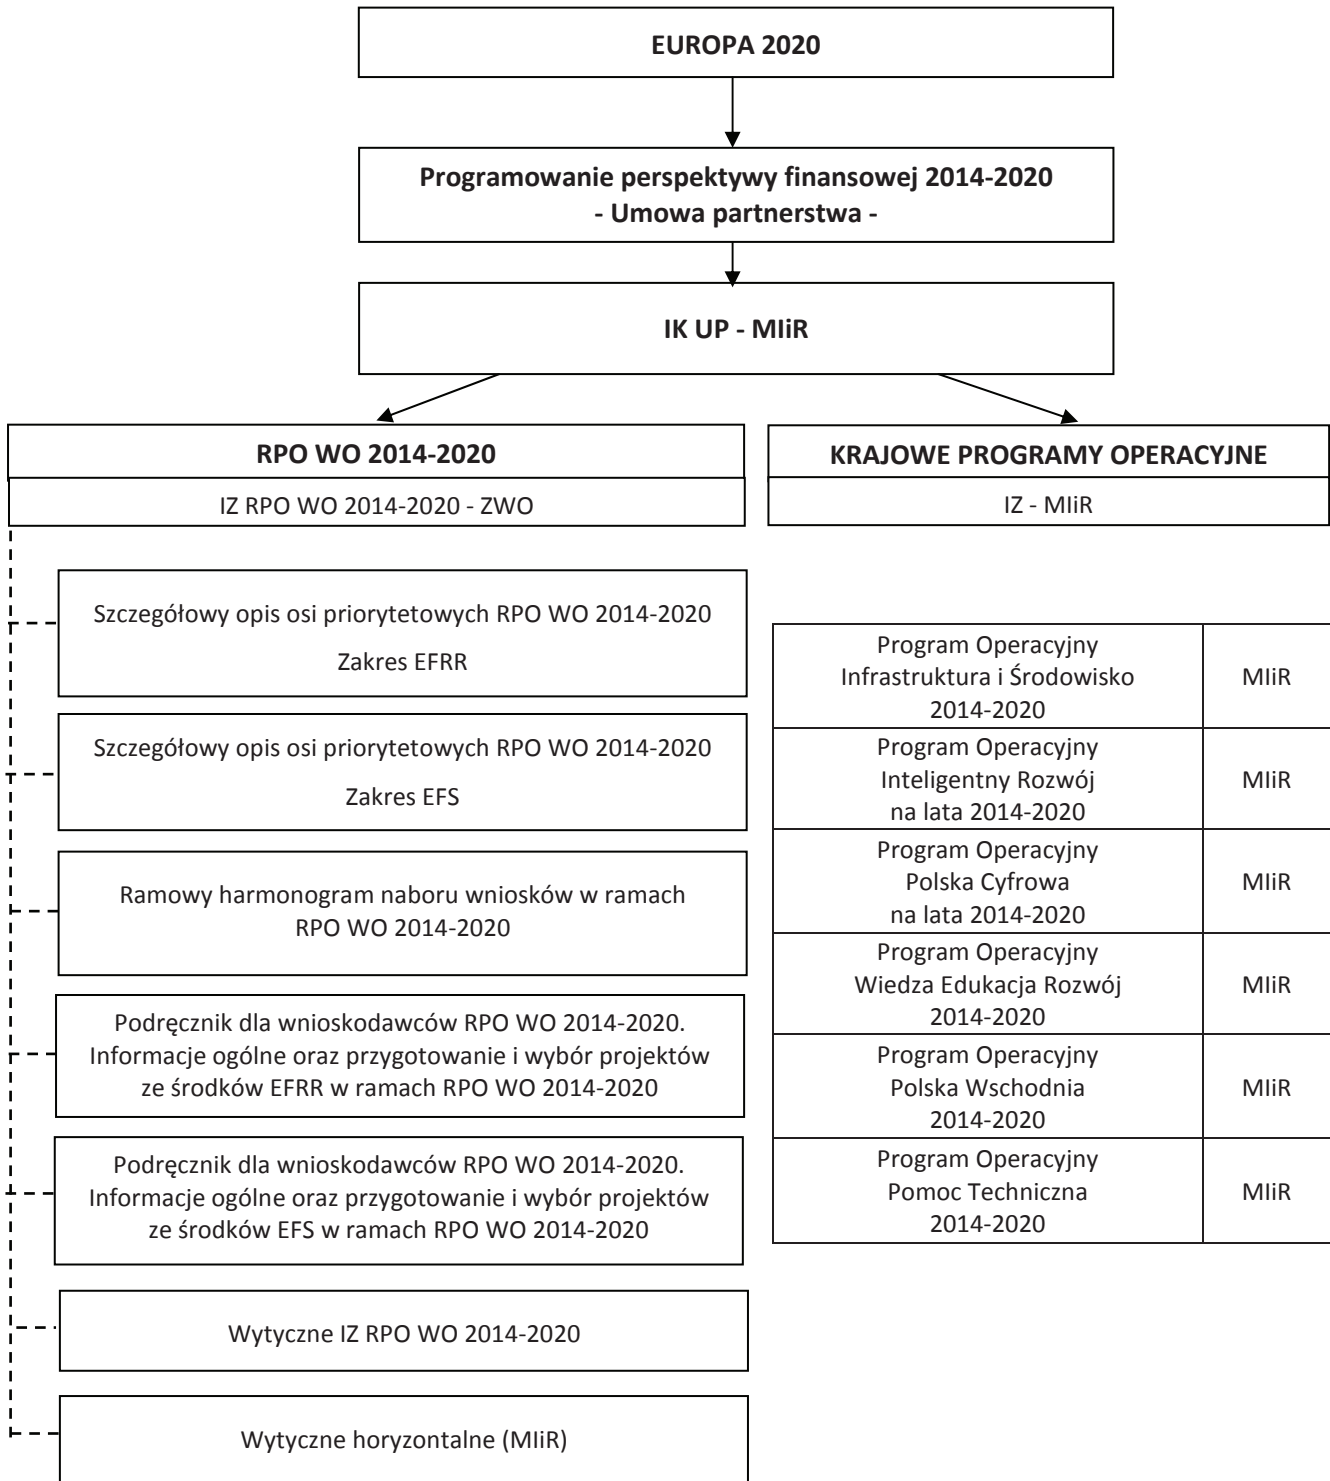 EUROPA 2020
Programowanie perspektywy finansowej 2014-2020
- Umowa partnerstwa -
IK UP - MIiR
RPO WO 2014-2020
IZ RPO WO 2014-2020 - ZWO
Szczegółowy opis osi priorytetowych RPO WO 2014-2020
Zakres EFRR
Szczegółowy opis osi priorytetowych RPO WO 2014-2020
Zakres EFS
Ramowy harmonogram naboru wniosków w ramach
RPO WO 2014-2020
Podręcznik dla wnioskodawców RPO WO 2014-2020.
Informacje ogólne oraz przygotowanie i wybór projektów
ze środków EFRR w ramach RPO WO 2014-2020
Podręcznik dla wnioskodawców RPO WO 2014-2020.
Informacje ogólne oraz przygotowanie i wybór projektów
ze środków EFS w ramach RPO WO 2014-2020
Wytyczne IZ RPO WO 2014-2020
Wytyczne horyzontalne (MIiR)
KRAJOWE PROGRAMY OPERACYJNE
IZ - MIiR
Program Operacyjny
Infrastruktura i Środowisko
2014-2020
MIiR
Program Operacyjny
Inteligentny Rozwój
na lata 2014-2020
MIiR
Program Operacyjny
Polska Cyfrowa
na lata 2014-2020
MIiR
Program Operacyjny
Wiedza Edukacja Rozwój
2014-2020
MIiR
Program Operacyjny
Polska Wschodnia
2014-2020
MIiR
Program Operacyjny
Pomoc Techniczna
2014-2020
MIiR